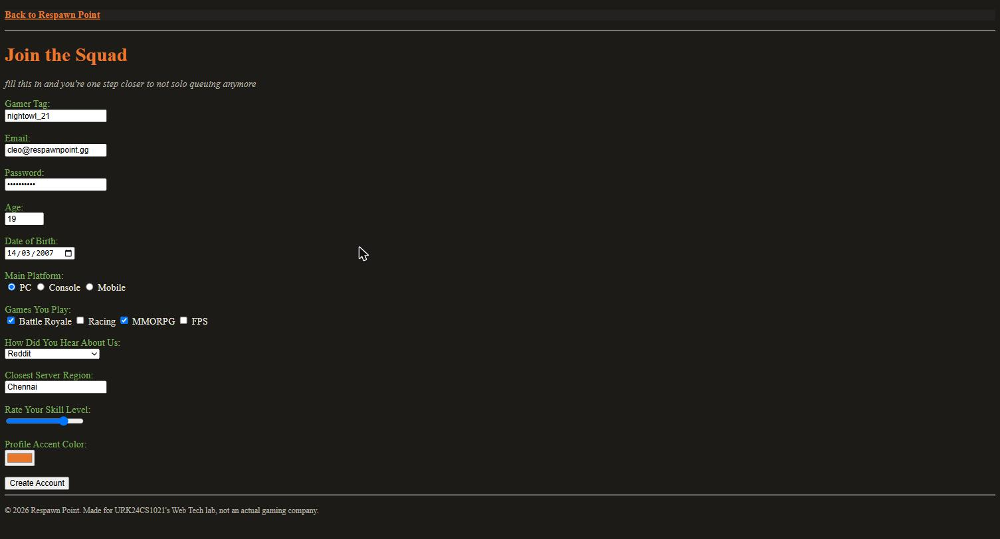 Back to Respawn Point
Join the Squad
fill this in and you're one step closer to not solo queuing anymore
Gamer Tag:
nightowl_21
Email:
cleo@respawnpoint.gg
Password:
••••••••••
Age:
19
Date of Birth:
14/03/2007
Main Platform:
PC Console Mobile
Games You Play:
Battle Royale Racing MMORPG FPS
How Did You Hear About Us:
Reddit
Closest Server Region:
Chennai
Rate Your Skill Level:
Profile Accent Color:
Create Account
© 2026 Respawn Point. Made for URK24CS1021's Web Tech lab, not an actual gaming company.